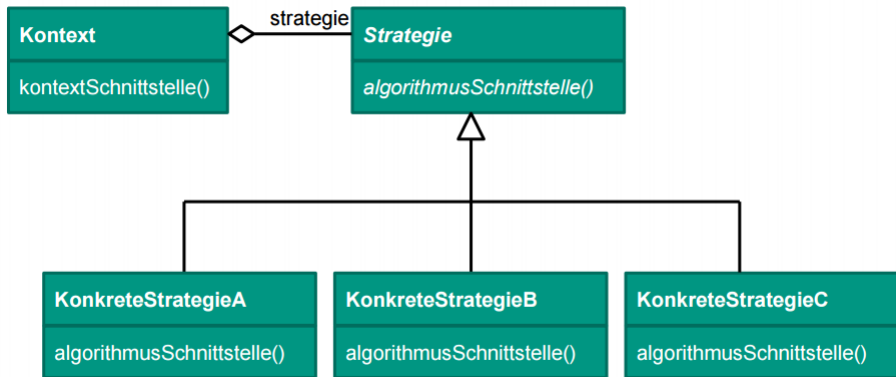 Kontext
strategie
Strategie
kontextSchnittstelle()
algorithmusSchnittstelle()
KonkreteStrategieA
KonkreteStrategieB
KonkreteStrategieC
algorithmusSchnittstelle()
algorithmusSchnittstelle()
algorithmusSchnittstelle()